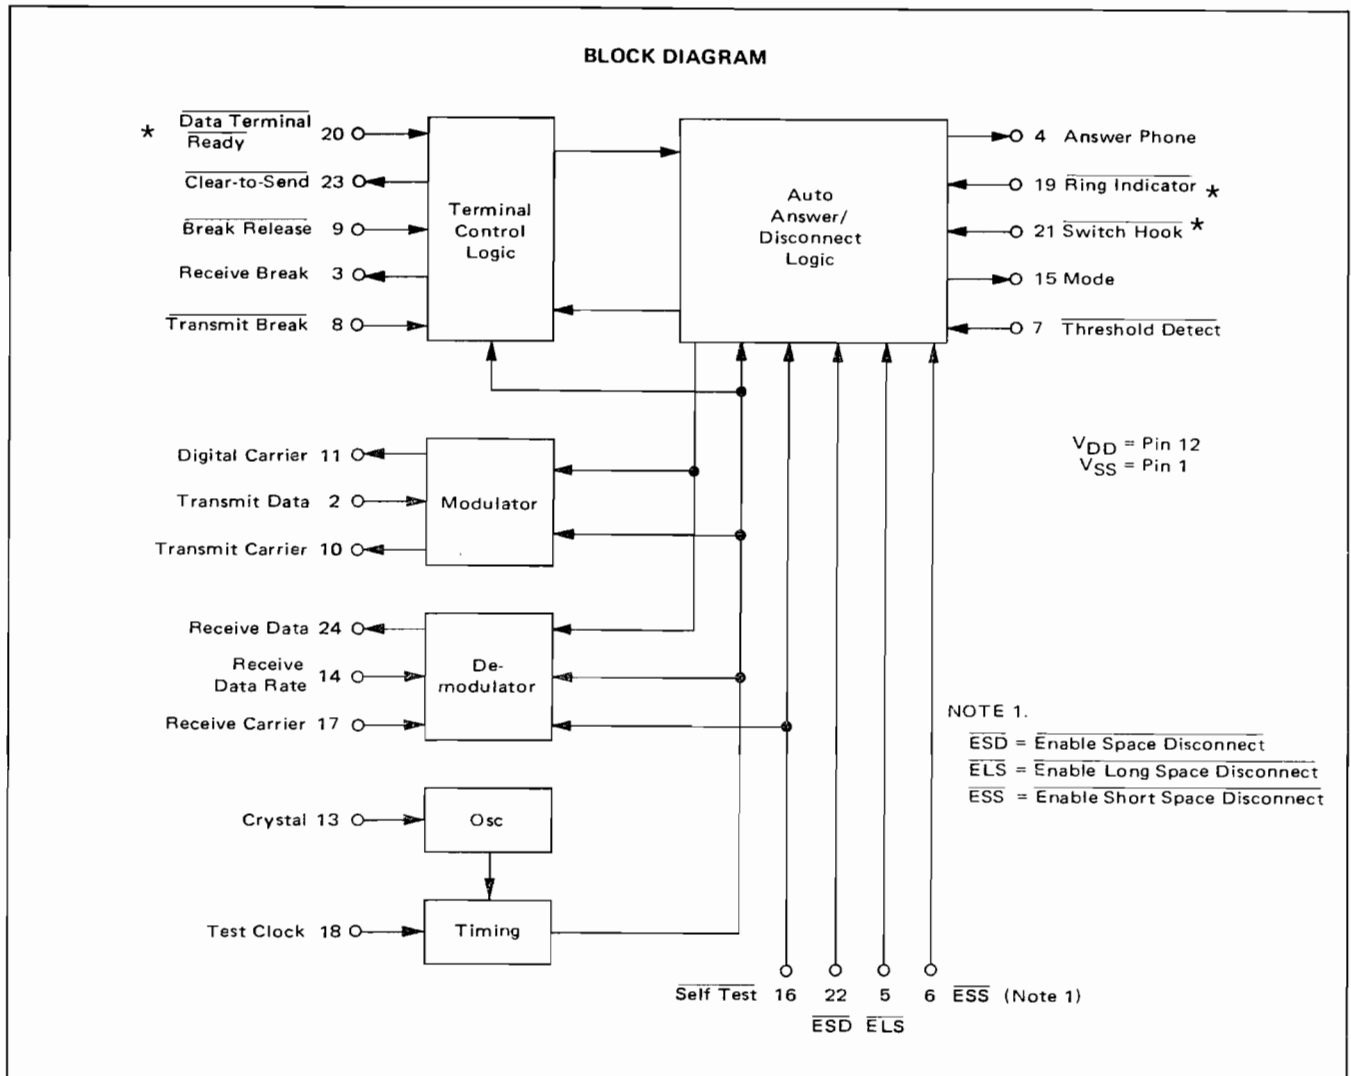 BLOCK DIAGRAM
* Data Terminal
Ready 20
Clear-to-Send 23
Break Release 9
Receive Break 3
Transmit Break 8
Terminal
Control
Logic
Auto
Answer/
Disconnect
Logic
4 Answer Phone
19 Ring Indicator *
21 Switch Hook *
15 Mode
7 Threshold Detect
VDD = Pin 12
VSS = Pin 1
Digital Carrier 11
Transmit Data 2
Transmit Carrier 10
Modulator
Receive Data 24
Receive
Data Rate 14
Receive Carrier 17
De-
modulator
NOTE 1.
ESD = Enable Space Disconnect
ELS = Enable Long Space Disconnect
ESS = Enable Short Space Disconnect
Crystal 13
Osc
Test Clock 18
Timing
Self Test 16 22 5 6 ESS (Note 1)
ESD ELS